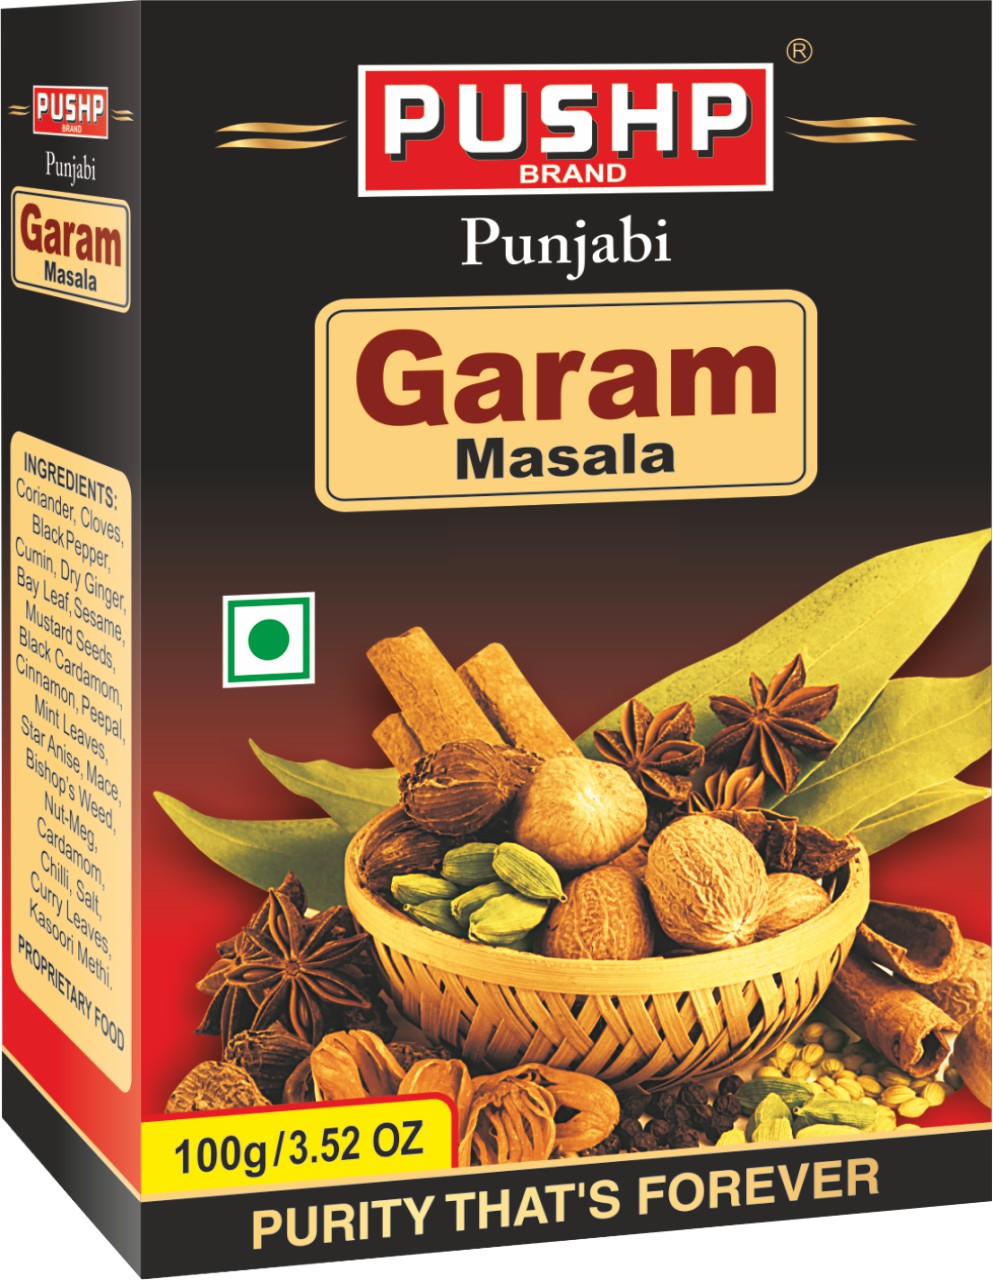 PUSHP
BRAND
Punjabi
Garam
Masala
INGREDIENTS:
Coriander, Cloves,
Black Pepper,
Cumin, Dry Ginger,
Bay Leaf, Sesame,
Mustard Seeds,
Black Cardamom,
Cinnamon, Peepal,
Mint Leaves,
Star Anise, Mace,
Bishop's Weed,
Nut-Meg,
Cardamom,
Chilli, Salt,
Curry Leaves,
Kasoori Methi.
PROPRIETARY FOOD
®
PUSHP
BRAND
Punjabi
Garam
Masala
100g/3.52 OZ
PURITY THAT'S FOREVER